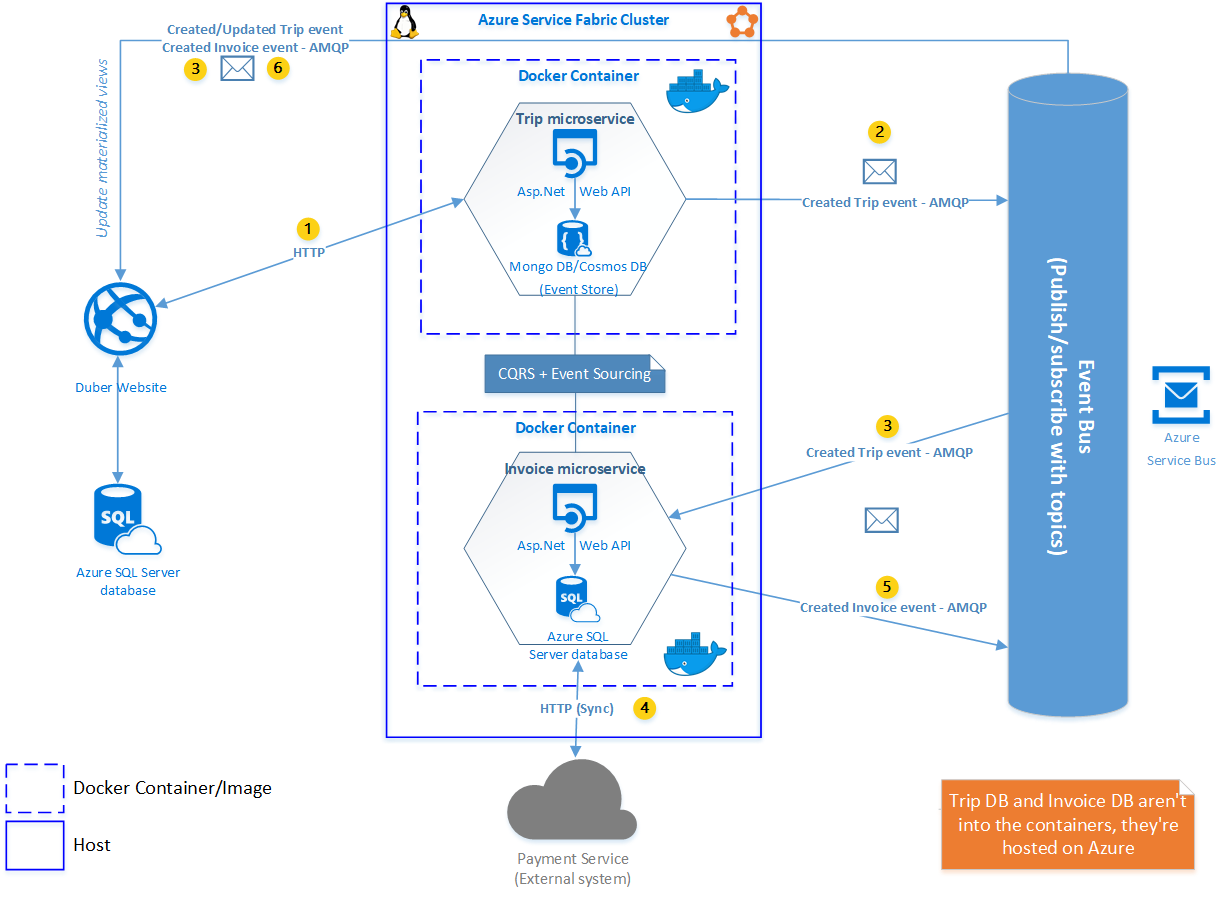 Azure Service Fabric Cluster
Created/Updated Trip event
Created Invoice event - AMQP
3
6
Update materialized views
Docker Container
Trip microservice
Asp.Net Web API
Mongo DB/Cosmos DB
(Event Store)
1
HTTP
2
Created Trip event - AMQP
Duber Website
SQL
Azure SQL Server
database
CQRS + Event Sourcing
Docker Container
Invoice microservice
Asp.Net Web API
SQL
Azure SQL
Server database
3
Created Trip event - AMQP
5
Created Invoice event - AMQP
Event Bus
(Publish/subscribe with topics)
Azure
Service Bus
HTTP (Sync)
4
Payment Service
(External system)
Docker Container/Image
Host
Trip DB and Invoice DB aren't
into the containers, they're
hosted on Azure